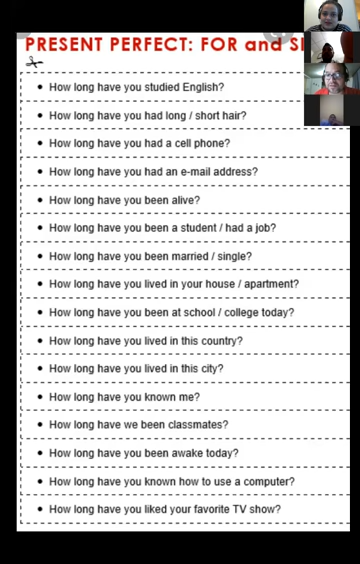 PRESENT PERFECT: FOR and
How long have you studied English?
How long have you had long / short hair?
How long have you had a cell phone?
How long have you had an e-mail address?
How long have you been alive?
How long have you been a student / had a job?
How long have you been married / single?
How long have you lived in your house / apartment?
How long have you been at school / college today?
How long have you lived in this country?
How long have you lived in this city?
How long have you known me?
How long have we been classmates?
How long have you been awake today?
How long have you known how to use a computer?
How long have you liked your favorite TV show?